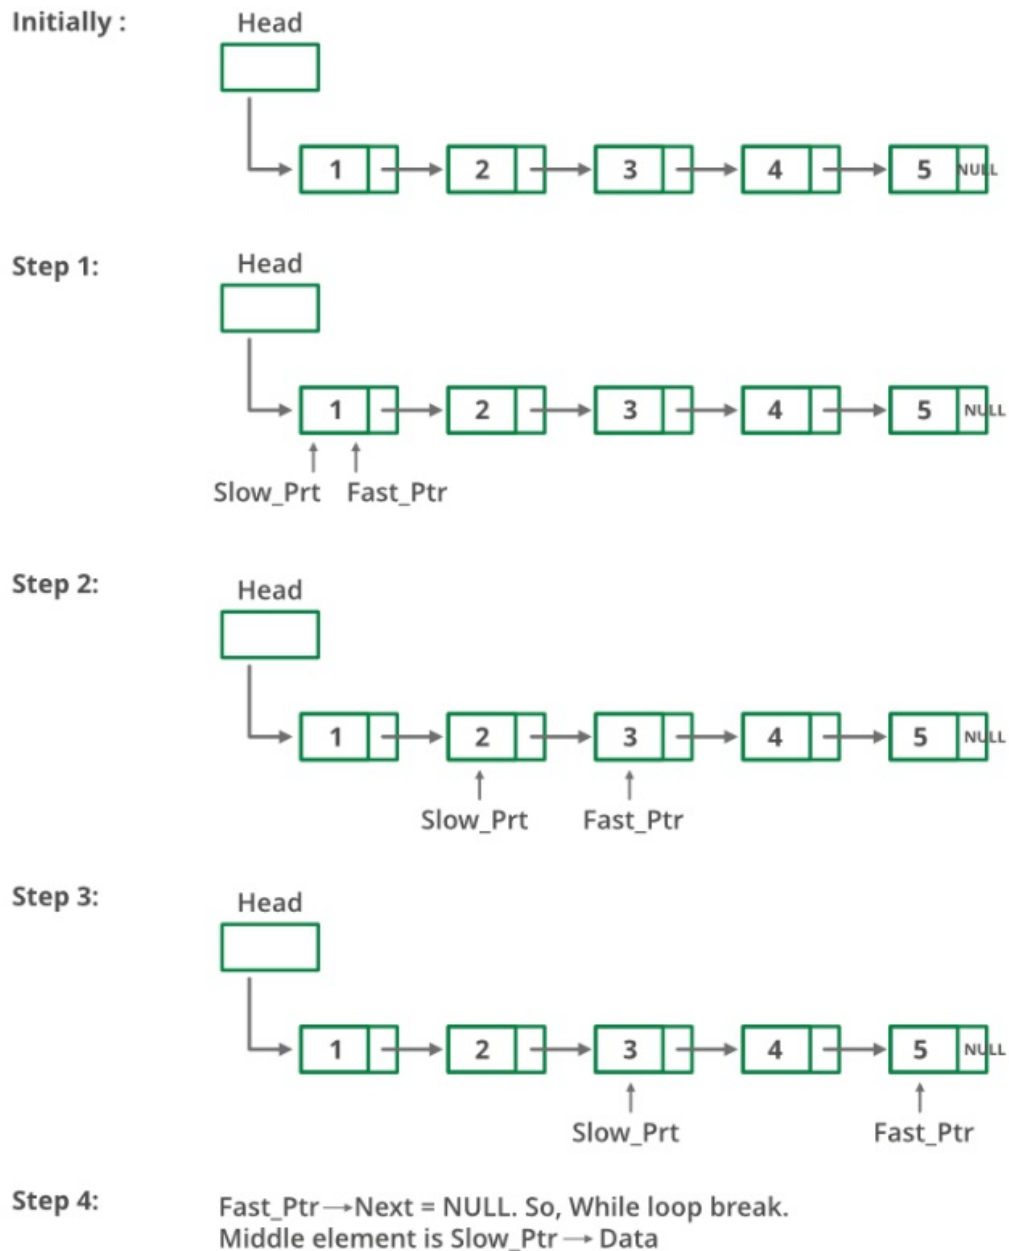 Initially :
Head
1 2 3 4 5 NULL
Step 1:
Head
1 2 3 4 5 NULL
Slow_Prt Fast_Ptr
Step 2:
Head
1 2 3 4 5 NULL
Slow_Prt Fast_Ptr
Step 3:
Head
1 2 3 4 5 NULL
Slow_Prt Fast_Ptr
Step 4:
Fast_Ptr→Next = NULL. So, While loop break.
Middle element is Slow_Ptr→ Data